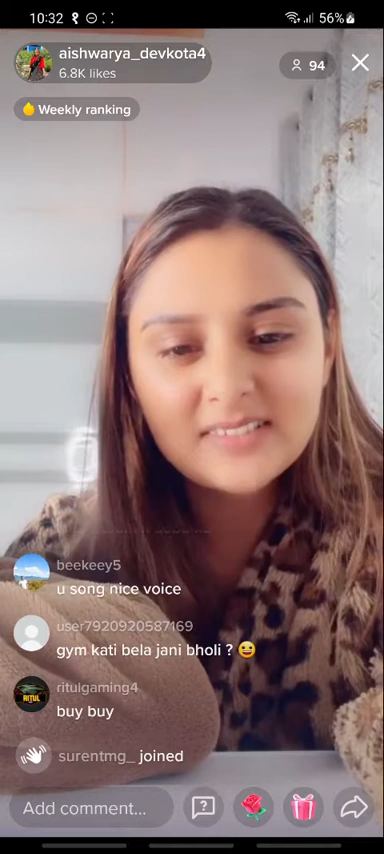 10:32
56%
aishwarya_devkota4
6.8K likes
94
Weekly ranking
beekeey5
u song nice voice
user7920920587169
gym kati bela jani bholi ? 😀
ritulgaming4
buy buy
surentmg_ joined
Add comment...